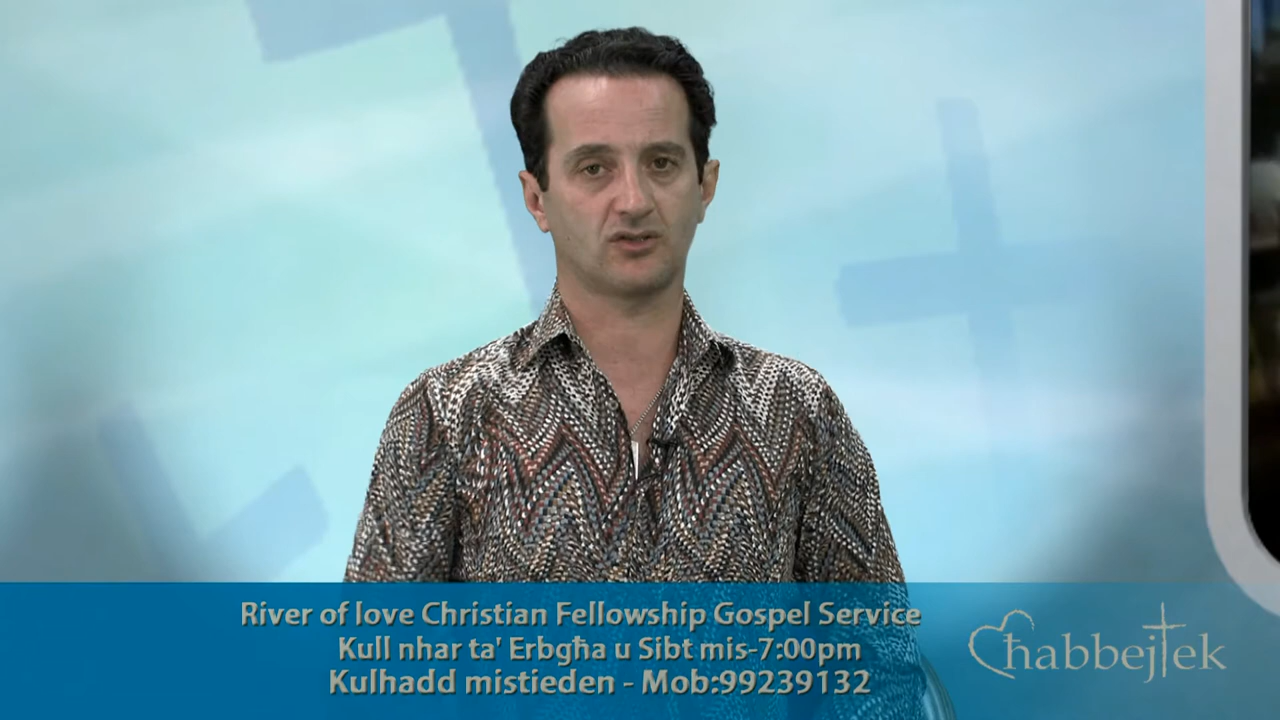 River of love Christian Fellowship Gospel Service
Kull nhar ta' Erbgħa u Sibt mis-7:00pm
Kulhadd mistieden - Mob:99239132
Ħabbejtek